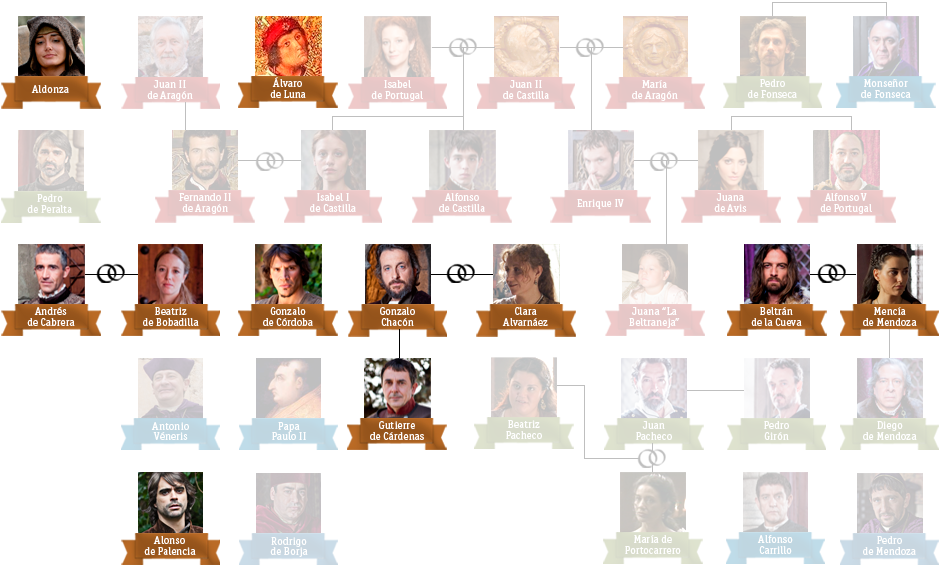 Aldonza
Juan II
de Aragón
Álvaro
de Luna
Isabel
de Portugal
Juan II
de Castilla
María
de Aragón
Pedro
de Fonseca
Monseñor
de Fonseca
Pedro
de Peralta
Fernando II
de Aragón
Isabel I
de Castilla
Alfonso
de Castilla
Enrique IV
Juana
de Avis
Alfonso V
de Portugal
Andrés
de Cabrera
Beatriz
de Bobadilla
Gonzalo
de Córdoba
Gonzalo
Chacón
Clara
Alvarnáez
Juana "La
Beltraneja"
Beltrán
de la Cueva
Mencía
de Mendoza
Antonio
Véneris
Papa
Paulo II
Gutierre
de Cárdenas
Beatriz
Pacheco
Juan
Pacheco
Pedro
Girón
Diego
de Mendoza
Alonso
de Palencia
Rodrigo
de Borja
María de
Portocarrero
Alfonso
Carrillo
Pedro
de Mendoza